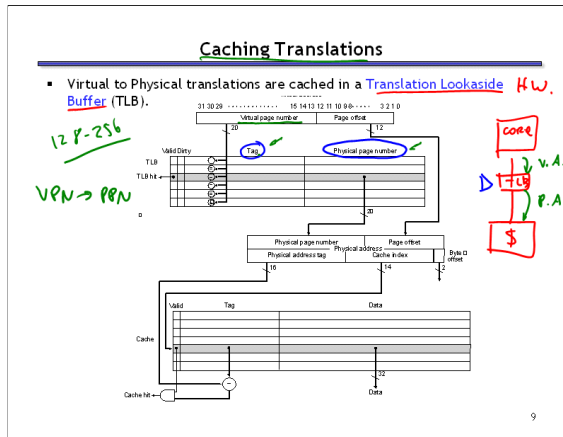 Caching Translations
▪ Virtual to Physical translations are cached in a Translation Lookaside
Buffer (TLB).
HW.
31 30 29 ·············· 15 14 13 12 11 10 9 8 ····· 3 2 1 0
Virtual page number Page offset
20 12
128-256
Valid Dirty Tag Physical page number
TLB
TLB hit
VPN → PPN
20
Physical page number Page offset
Physical address
Physical address tag Cache index Byte offset
16 14 2
Valid Tag Data
Cache
32
Cache hit
Data
CORE
V.A.
TLB
P.A.
$
9